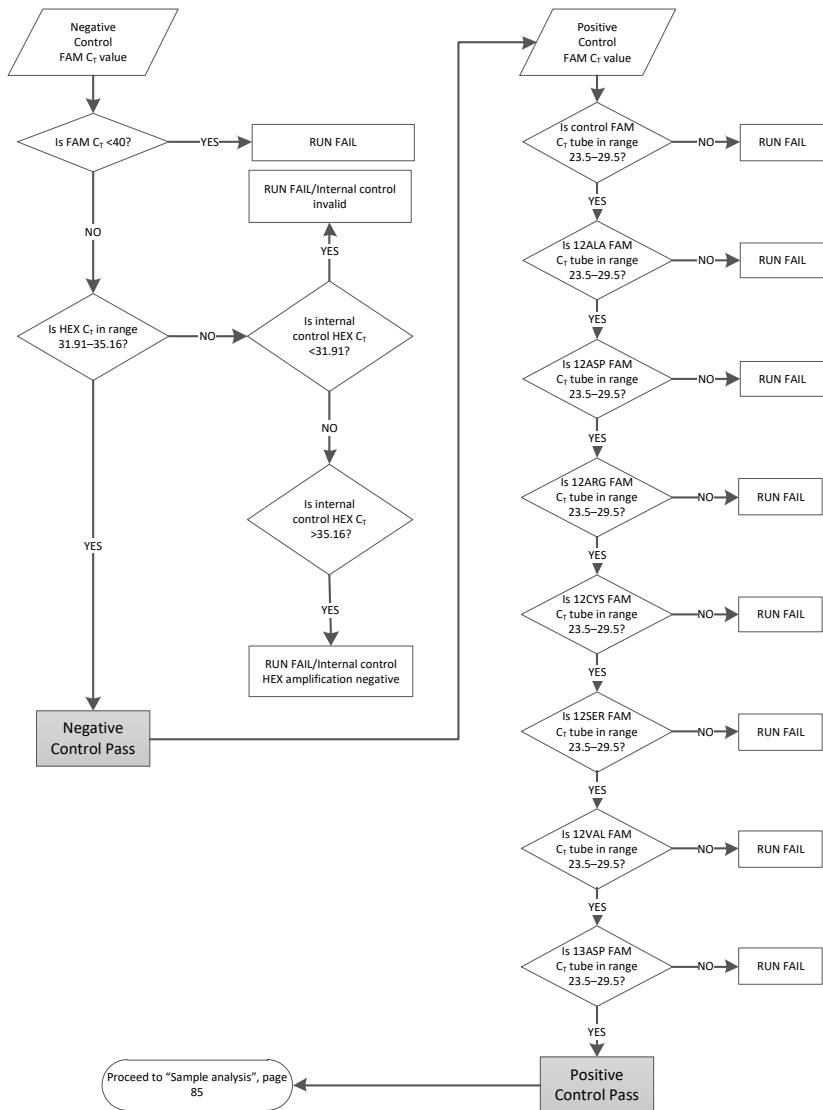 Negative
Control
FAM Cₜ value
Is FAM Cₜ <40?
YES
RUN FAIL
NO
RUN FAIL/Internal control
invalid
YES
Is HEX Cₜ in range
31.91–35.16?
NO
Is internal
control HEX Cₜ
<31.91?
NO
Is internal
control HEX Cₜ
>35.16?
YES
YES
RUN FAIL/Internal control
HEX amplification negative
Negative
Control Pass
Positive
Control
FAM Cₜ value
Is control FAM
Cₜ tube in range
23.5–29.5?
NO
RUN FAIL
YES
Is 12ALA FAM
Cₜ tube in range
23.5–29.5?
NO
RUN FAIL
YES
Is 12ASP FAM
Cₜ tube in range
23.5–29.5?
NO
RUN FAIL
YES
Is 12ARG FAM
Cₜ tube in range
23.5–29.5?
NO
RUN FAIL
YES
Is 12CYS FAM
Cₜ tube in range
23.5–29.5?
NO
RUN FAIL
YES
Is 12SER FAM
Cₜ tube in range
23.5–29.5?
NO
RUN FAIL
YES
Is 12VAL FAM
Cₜ tube in range
23.5–29.5?
NO
RUN FAIL
YES
Is 13ASP FAM
Cₜ tube in range
23.5–29.5?
NO
RUN FAIL
YES
Positive
Control Pass
Proceed to “Sample analysis”, page
85